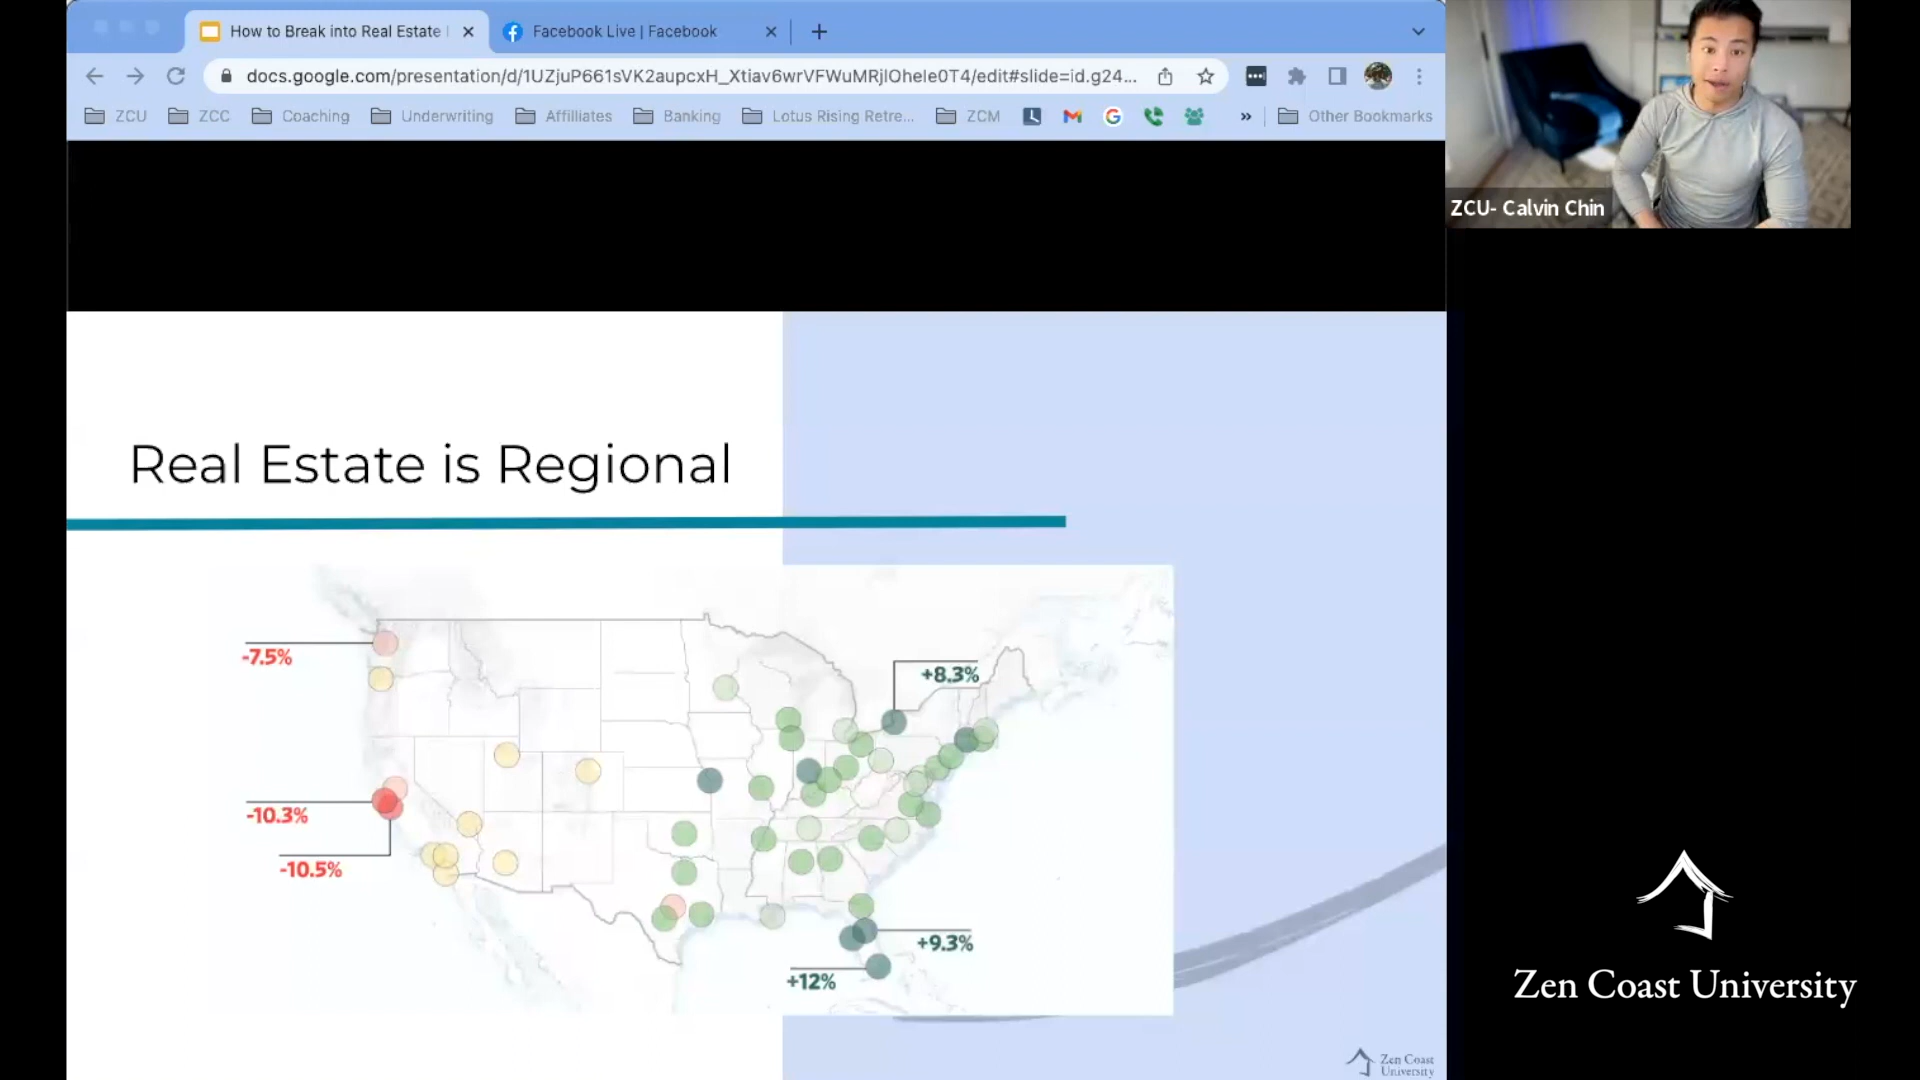 How to Break into Real Estate
Facebook Live | Facebook
docs.google.com/presentation/d/1UZjuP661sVK2aupcxH_Xtiav6wrVFWuMRjlOhele0T4/edit#slide=id.g24...
ZCU
ZCC
Coaching
Underwriting
Affilliates
Banking
Lotus Rising Retre...
ZCM
»
Other Bookmarks
ZCU- Calvin Chin
Real Estate is Regional
-7.5%
+8.3%
-10.3%
-10.5%
+9.3%
+12%
Zen Coast University
Zen Coast
University